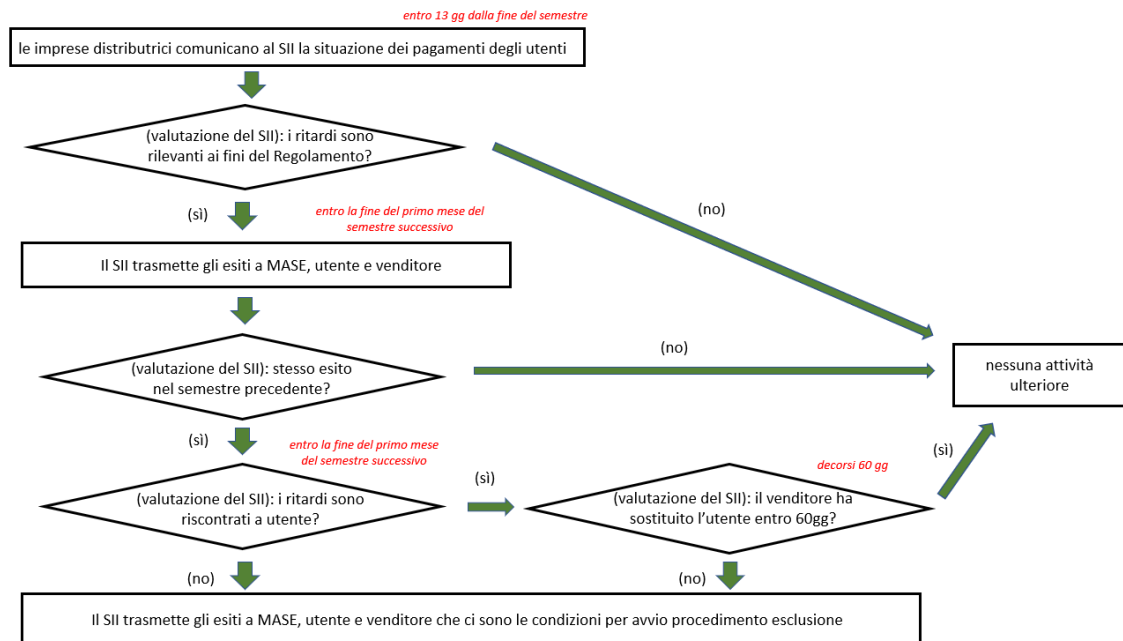 entro 13 gg dalla fine del semestre
le imprese distributrici comunicano al SII la situazione dei pagamenti degli utenti
(valutazione del SII): i ritardi sono
rilevanti ai fini del Regolamento?
(sì)
entro la fine del primo mese del
semestre successivo
(no)
Il SII trasmette gli esiti a MASE, utente e venditore
(valutazione del SII): stesso esito
nel semestre precedente?
(no)
nessuna attività
ulteriore
(sì)
entro la fine del primo mese
del semestre successivo
(valutazione del SII): i ritardi sono
riscontrati a utente?
(sì)
decorsi 60 gg
(valutazione del SII): il venditore ha
sostituito l’utente entro 60gg?
(sì)
(no)
(no)
Il SII trasmette gli esiti a MASE, utente e venditore che ci sono le condizioni per avvio procedimento esclusione